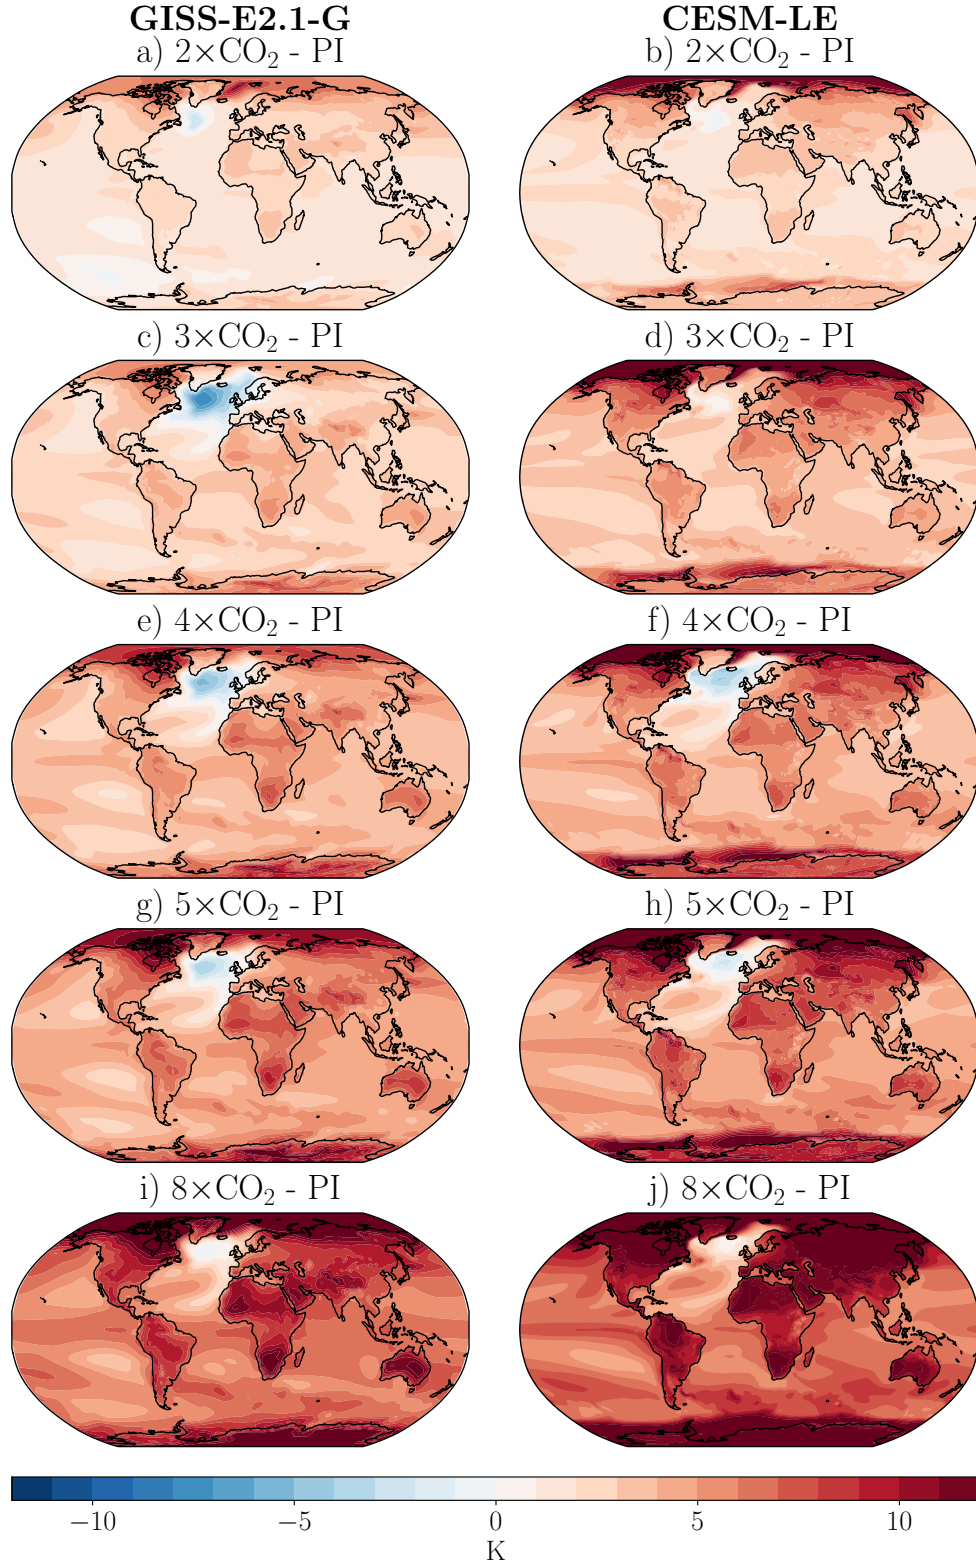 GISS-E2.1-G CESM-LE
a) 2×CO₂ - PI b) 2×CO₂ - PI
c) 3×CO₂ - PI d) 3×CO₂ - PI
e) 4×CO₂ - PI f) 4×CO₂ - PI
g) 5×CO₂ - PI h) 5×CO₂ - PI
i) 8×CO₂ - PI j) 8×CO₂ - PI
−10 −5 0 5 10
K